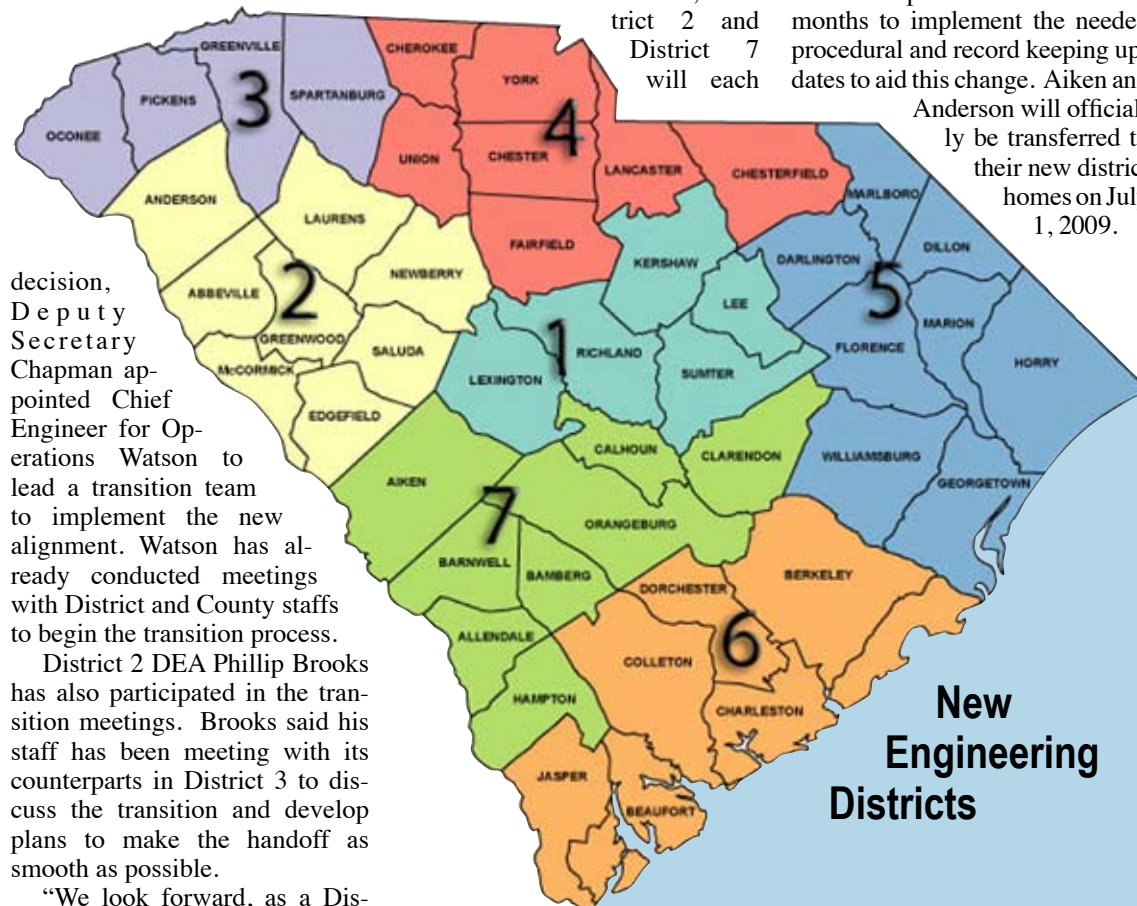 decision,
Deputy
Secretary
Chapman ap-
pointed Chief
Engineer for Op-
erations Watson to
lead a transition team
to implement the new
alignment. Watson has al-
ready conducted meetings
with District and County staffs
to begin the transition process.
District 2 DEA Phillip Brooks
has also participated in the tran-
sition meetings. Brooks said his
staff has been meeting with its
counterparts in District 3 to dis-
cuss the transition and develop
plans to make the handoff as
smooth as possible.
“We look forward, as a Dis-
trict 2 and
District 7
will each
months to implement the neede
procedural and record keeping up
dates to aid this change. Aiken an
Anderson will official
ly be transferred t
their new distric
homes on Jul
1, 2009.
GREENVILLE
CHEROKEE
YORK
PICKENS
3
SPARTANBURG
4
OCONEE
UNION
CHESTER
LANCASTER
CHESTERFIELD
MARLBORO
ANDERSON
LAURENS
FAIRFIELD
KERSHAW
DARLINGTON
DILLON
ABBEVILLE
2
NEWBERRY
LEE
5
MARION
GREENWOOD
SALUDA
1
RICHLAND
FLORENCE
HORRY
McCORMICK
LEXINGTON
SUMTER
EDGEFIELD
CALHOUN
CLARENDON
WILLIAMSBURG
AIKEN
GEORGETOWN
7
ORANGEBURG
BARNWELL
BAMBERG
DORCHESTER
BERKELEY
ALLENDALE
COLLETON
6
HAMPTON
CHARLESTON
JASPER
BEAUFORT
New
Engineering
Districts